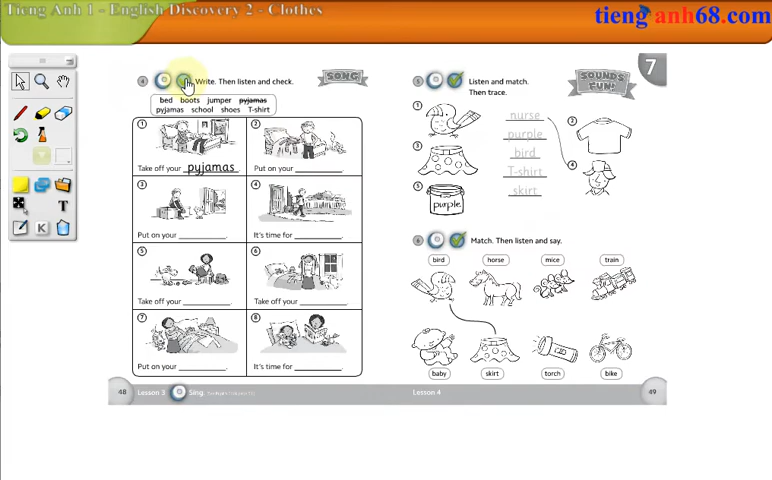 Tieng Anh 1 - English Discovery 2 - Clothes
tieng anh68.com
4 Write. Then listen and check.
SONG
bed boots jumper pyjamas
pyjamas school shoes T-shirt
1
Take off your pyjamas.
2
Put on your
3
Put on your
4
It's time for
5
Take off your
6
Take off your
7
Put on your
8
It's time for
48 Lesson 3 Sing.
7
5 Listen and match.
Then trace.
SOUNDS
FUN!
1
nurse
2
purple
3
bird
4
T-shirt
5
purple
skirt
6 Match. Then listen and say.
bird horse mice train
baby skirt torch bike
Lesson 4 49
T
K